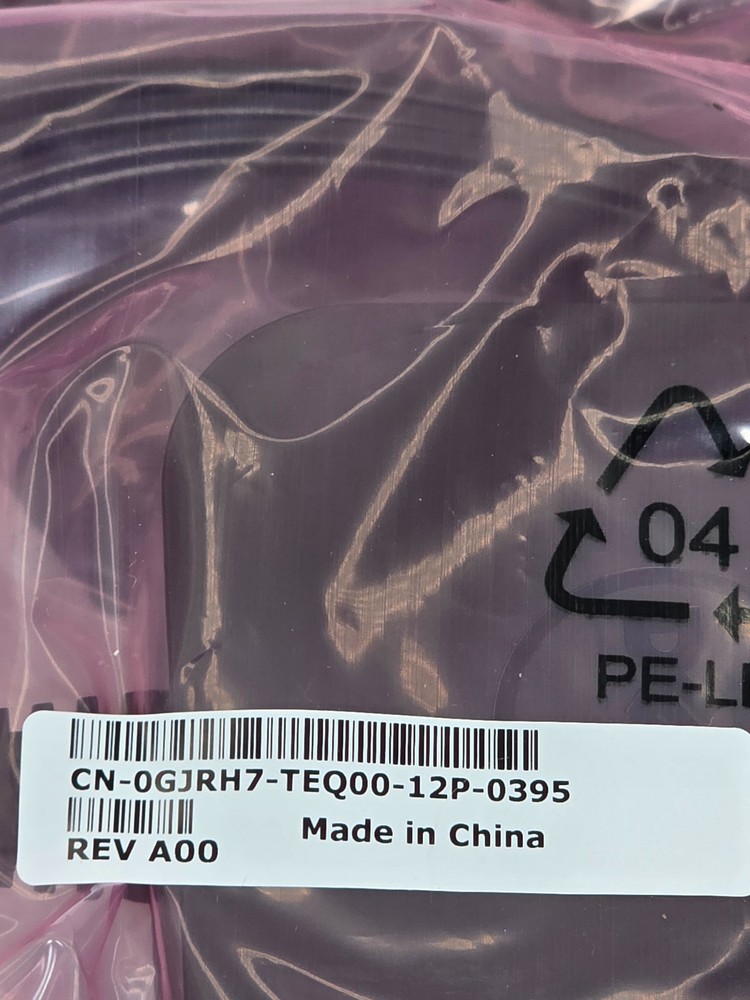 04
PE-L
CN-0GJRH7-TEQ00-12P-0395
Made in China
REV A00